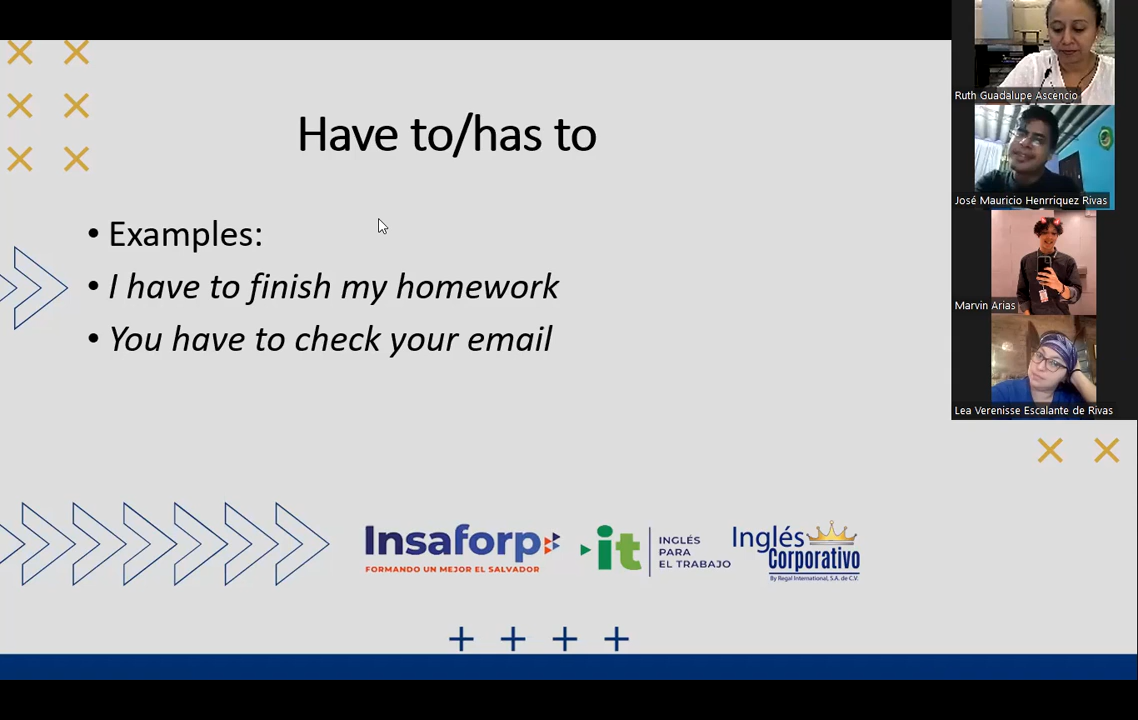 Have to/has to
• Examples:
• I have to finish my homework
• You have to check your email
Insaforp
FORMANDO UN MEJOR EL SALVADOR
it
INGLÉS
PARA
EL TRABAJO
Inglés
Corporativo
By Regal International, S.A. de C.V.
Ruth Guadalupe Ascencio
José Mauricio Henrriquez Rivas
Marvin Arias
Lea Verenisse Escalante de Rivas